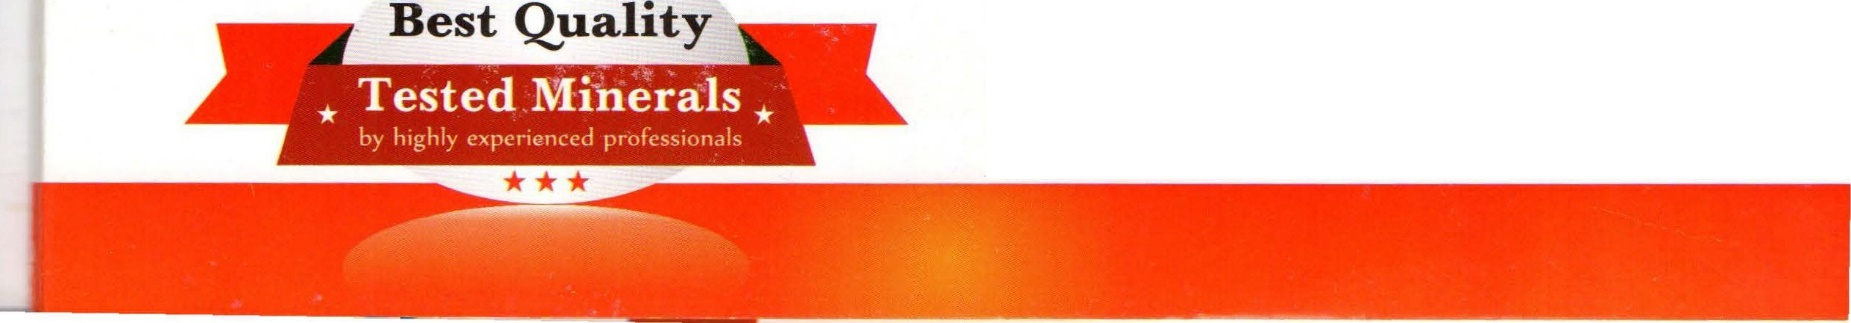 Best Quality
Tested Minerals
by highly experienced professionals